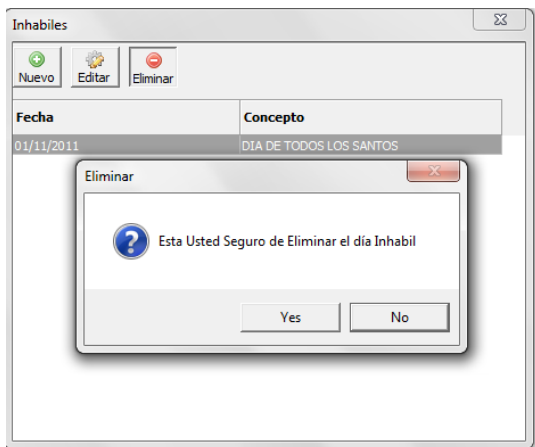 Inhabiles
Nuevo Editar Eliminar
Fecha Concepto
01/11/2011 DIA DE TODOS LOS SANTOS
Eliminar
Esta Usted Seguro de Eliminar el día Inhabil
Yes No